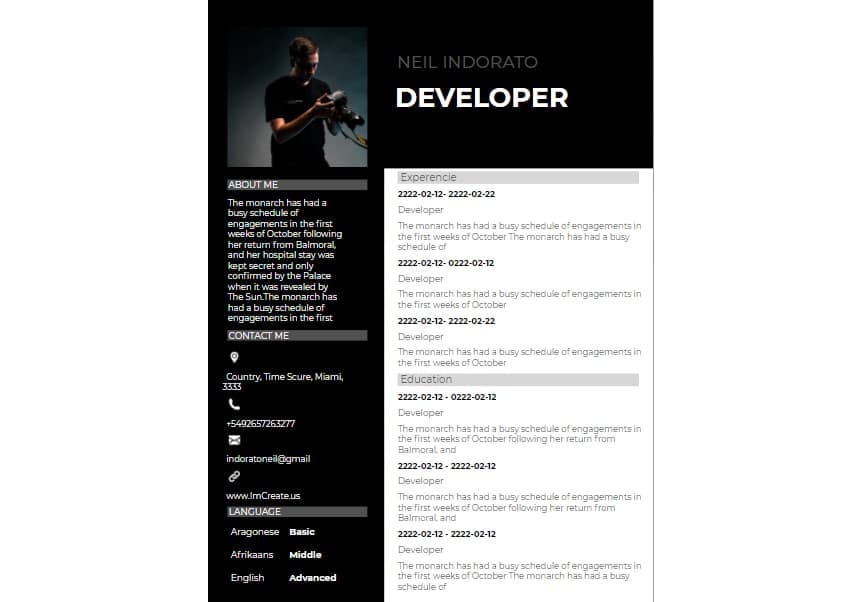 NEIL INDORATO
DEVELOPER
ABOUT ME
The monarch has had a
busy schedule of
engagements in the first
weeks of October following
her return from Balmoral,
and her hospital stay was
kept secret and only
confirmed by the Palace
when it was revealed by
The Sun.The monarch has
had a busy schedule of
engagements in the first
CONTACT ME
Country, Time Scure, Miami,
3333
+5492657263277
indoratoneil@gmail
www.ImCreate.us
LANGUAGE
Aragonese Basic
Afrikaans Middle
English Advanced
Experencie
2222-02-12- 2222-02-22
Developer
The monarch has had a busy schedule of engagements in
the first weeks of October The monarch has had a busy
schedule of
2222-02-12- 0222-02-12
Developer
The monarch has had a busy schedule of engagements in
the first weeks of October
2222-02-12- 2222-02-22
Developer
The monarch has had a busy schedule of engagements in
the first weeks of October
Education
2222-02-12 - 0222-02-12
Developer
The monarch has had a busy schedule of engagements in
the first weeks of October following her return from
Balmoral, and
2222-02-12 - 2222-02-12
Developer
The monarch has had a busy schedule of engagements in
the first weeks of October following her return from
Balmoral, and
2222-02-12 - 2222-02-12
Developer
The monarch has had a busy schedule of engagements in
the first weeks of October The monarch has had a busy
schedule of